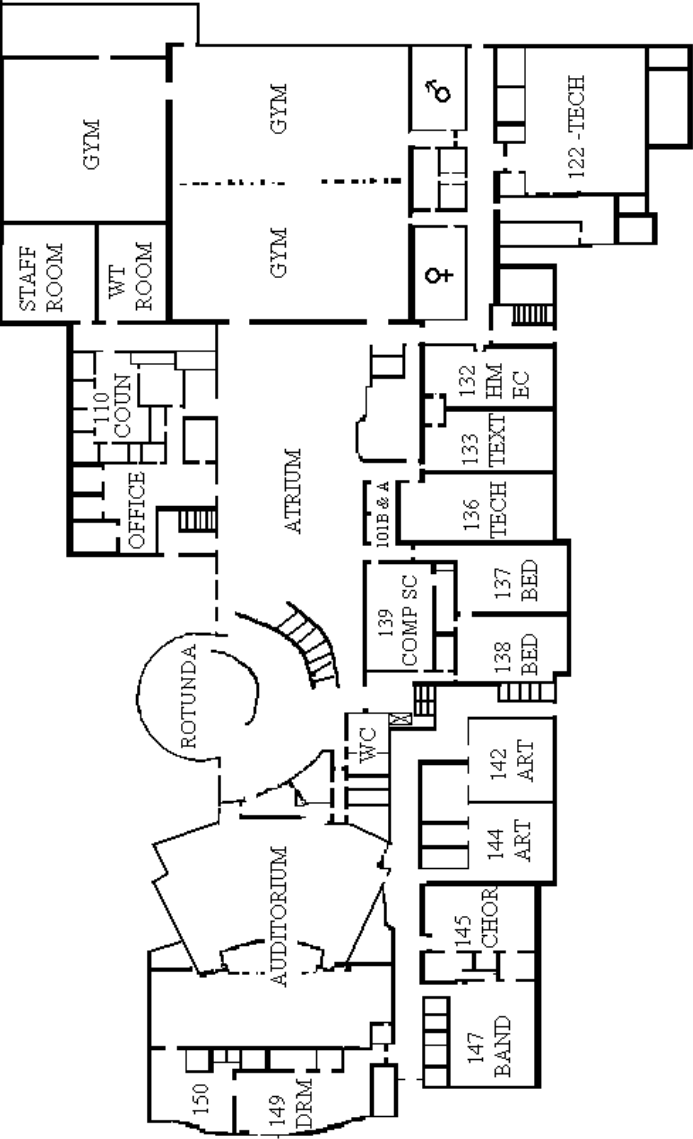 GYM
GYM
122 -TECH
GYM
STAFF
ROOM
WT
ROOM
132
HM
EC
110
COUN
133
TEXT
ATRIUM
OFFICE
101B & A
136
TECH
137
BED
139
COMP SC
138
BED
ROTUNDA
WC
142
ART
144
ART
AUDITORIUM
145
CHOR
147
BAND
150
149
DRM